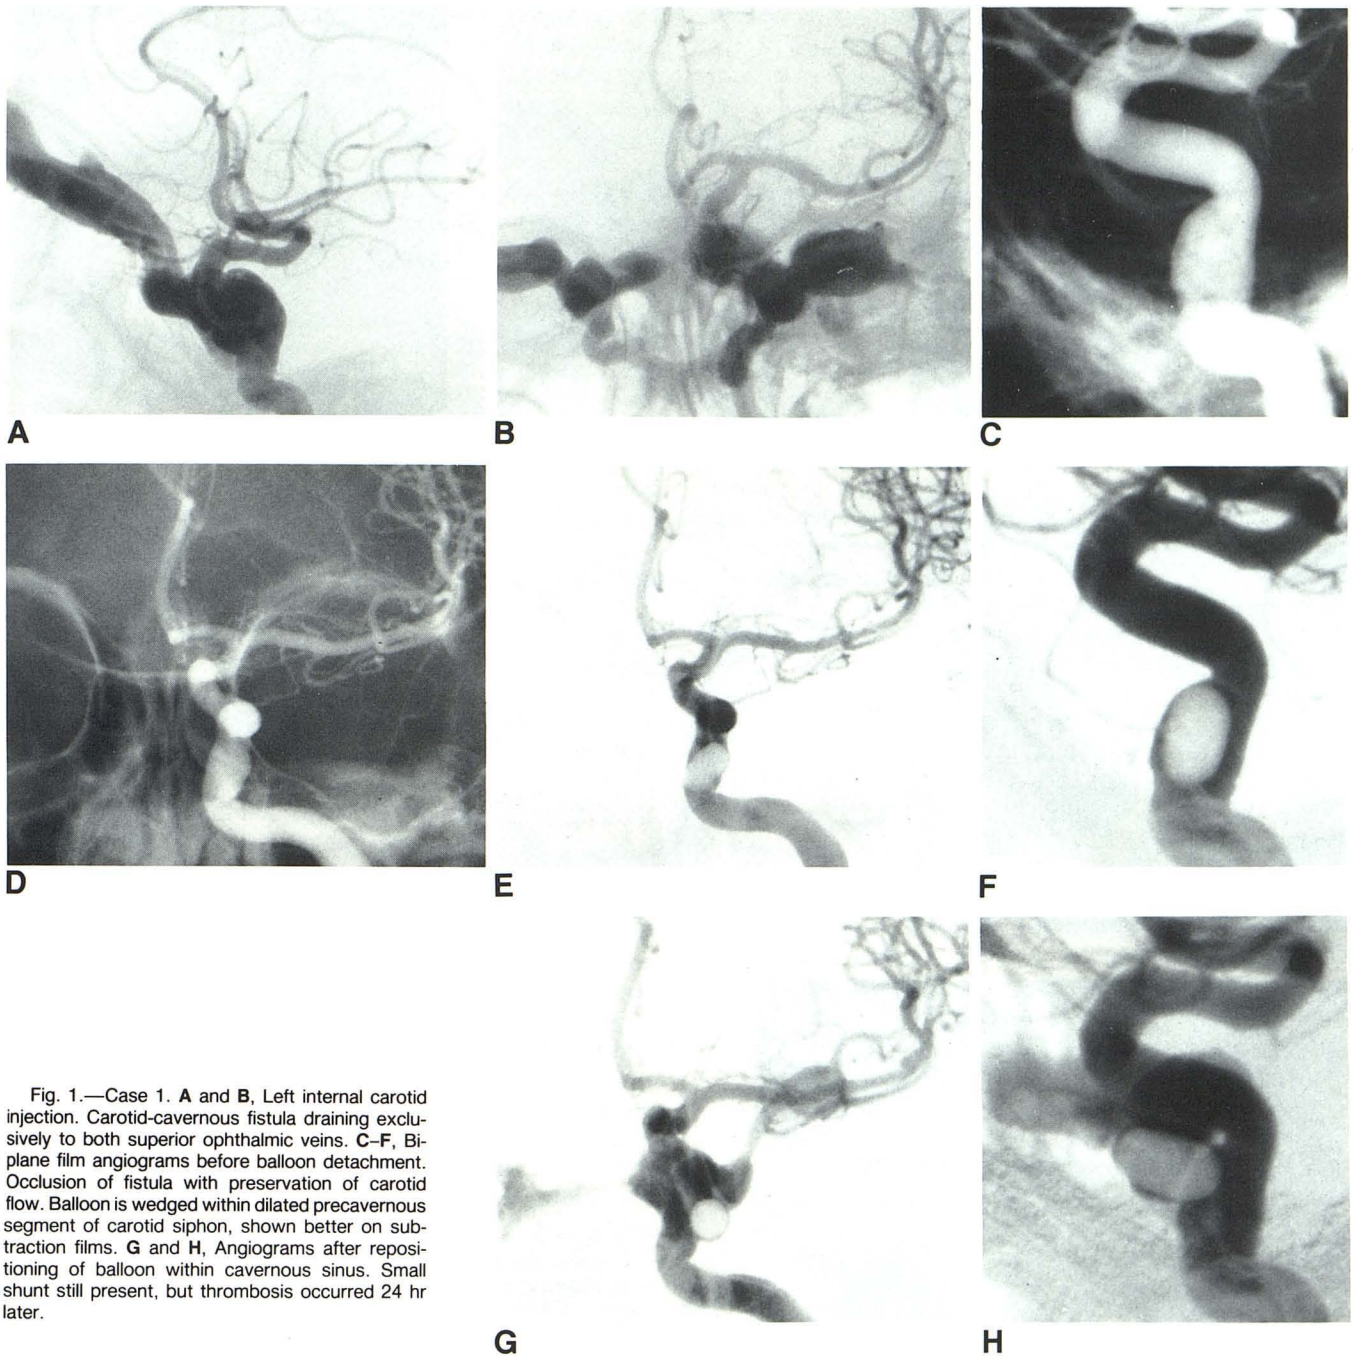 A
B
C
D
E
F
Fig. 1.—Case 1. A and B, Left internal carotid
injection. Carotid-cavernous fistula draining exclu-
sively to both superior ophthalmic veins. C–F, Bi-
plane film angiograms before balloon detachment.
Occlusion of fistula with preservation of carotid
flow. Balloon is wedged within dilated precavernous
segment of carotid siphon, shown better on sub-
traction films. G and H, Angiograms after reposi-
tioning of balloon within cavernous sinus. Small
shunt still present, but thrombosis occurred 24 hr
later.
G
H